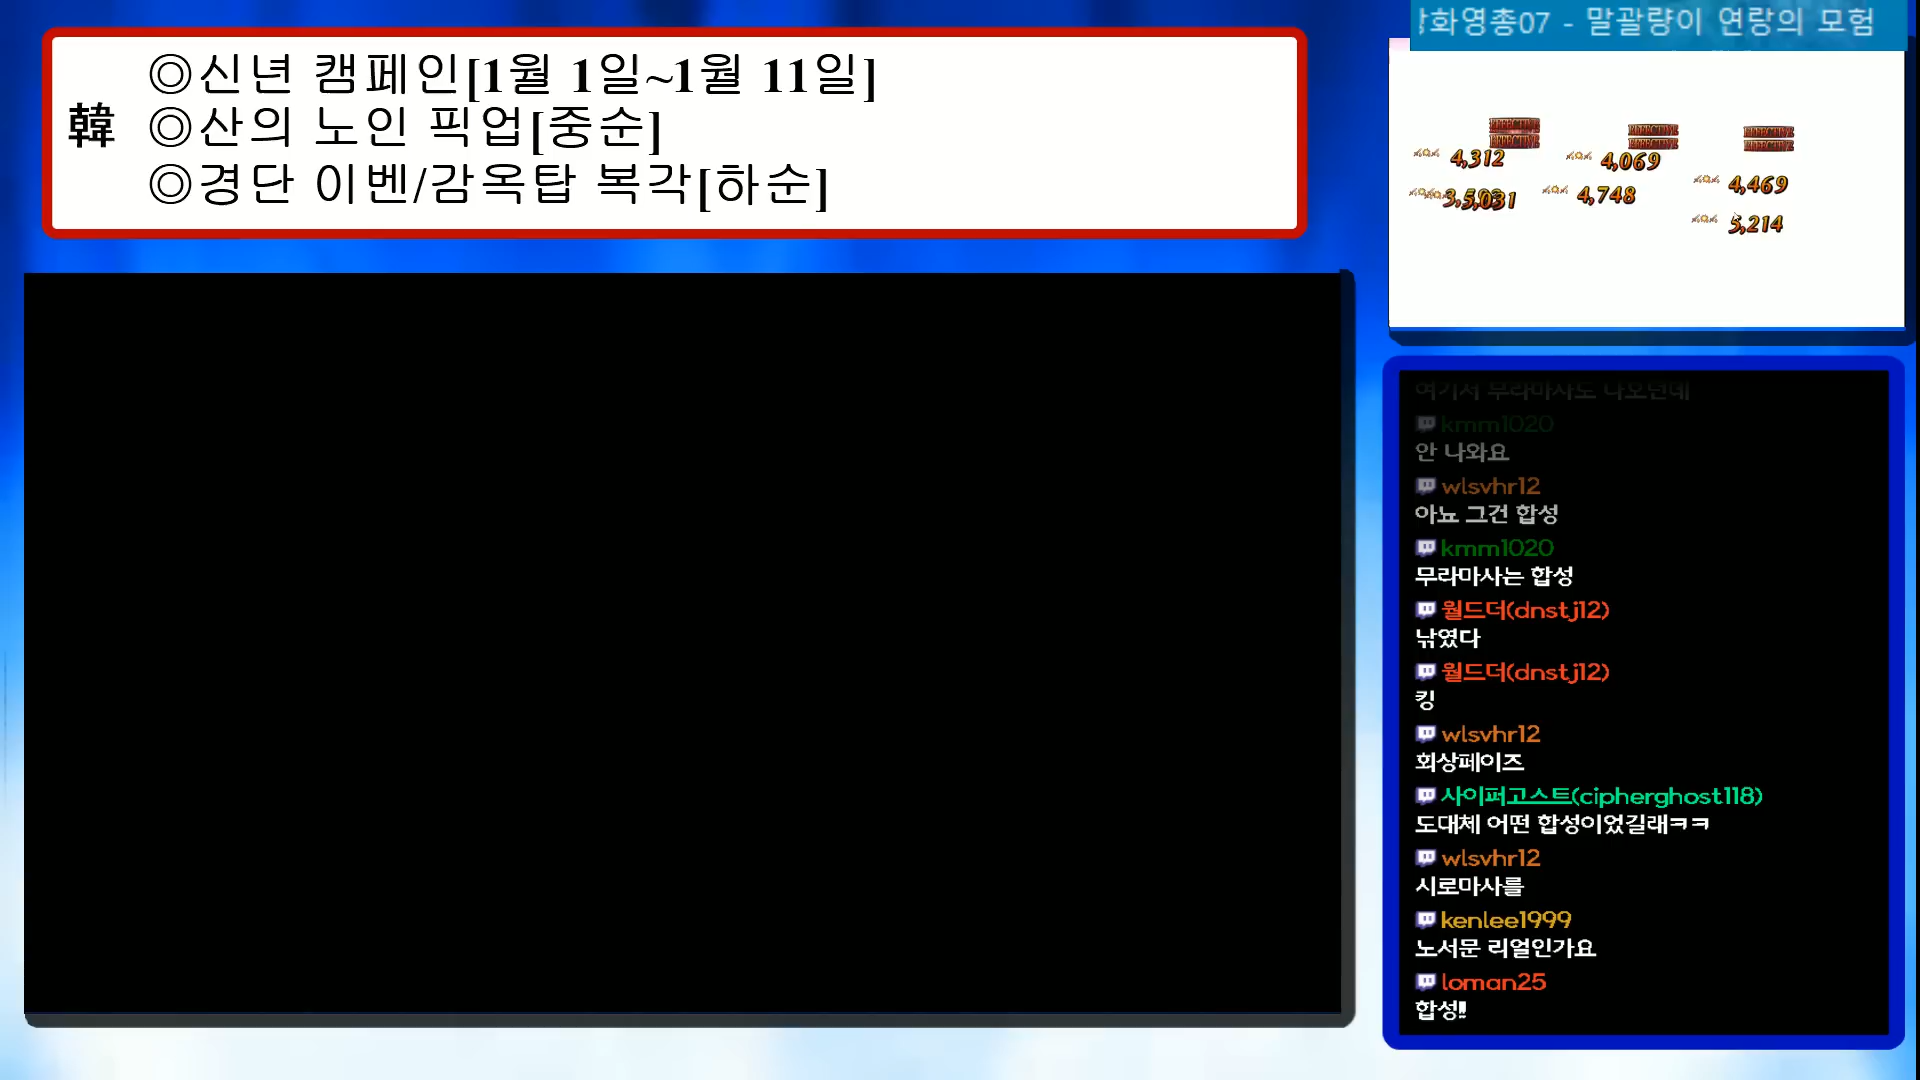 ◎신년 캠페인[1월 1일~1월 11일]
韓 ◎산의 노인 픽업[중순]
◎경단 이벤/감옥탑 복각[하순]
화영총07 - 말괄량이 연랑의 모험
4,312
4,069
4,469
5,031
4,748
5,214
여기서 무라마사도 나오던데
kmm1020
안 나와요
wlsvhr12
아뇨 그건 합성
kmm1020
무라마사는 합성
월드더(dnstj12)
낚였다
월드더(dnstj12)
킹
wlsvhr12
회상페이즈
사이퍼고스트(cipherghost118)
도대체 어떤 합성이었길래ㅋㅋ
wlsvhr12
시로마사를
kenlee1999
노서문 리얼인가요
loman25
합성!!